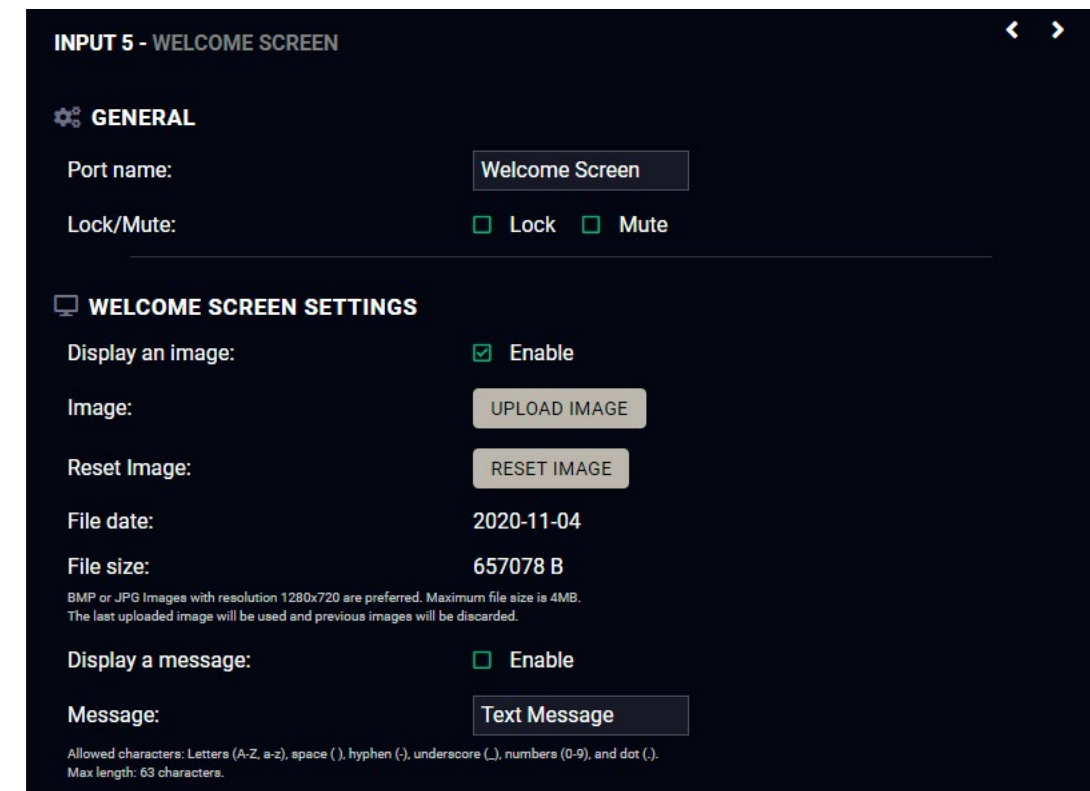 INPUT 5 - WELCOME SCREEN
GENERAL
Port name: Welcome Screen
Lock/Mute: Lock Mute
WELCOME SCREEN SETTINGS
Display an image: Enable
Image: UPLOAD IMAGE
Reset Image: RESET IMAGE
File date: 2020-11-04
File size: 657078 B
BMP or JPG Images with resolution 1280x720 are preferred. Maximum file size is 4MB.
The last uploaded image will be used and previous images will be discarded.
Display a message: Enable
Message: Text Message
Allowed characters: Letters (A-Z, a-z), space ( ), hyphen (-), underscore (_), numbers (0-9), and dot (.).
Max length: 63 characters.